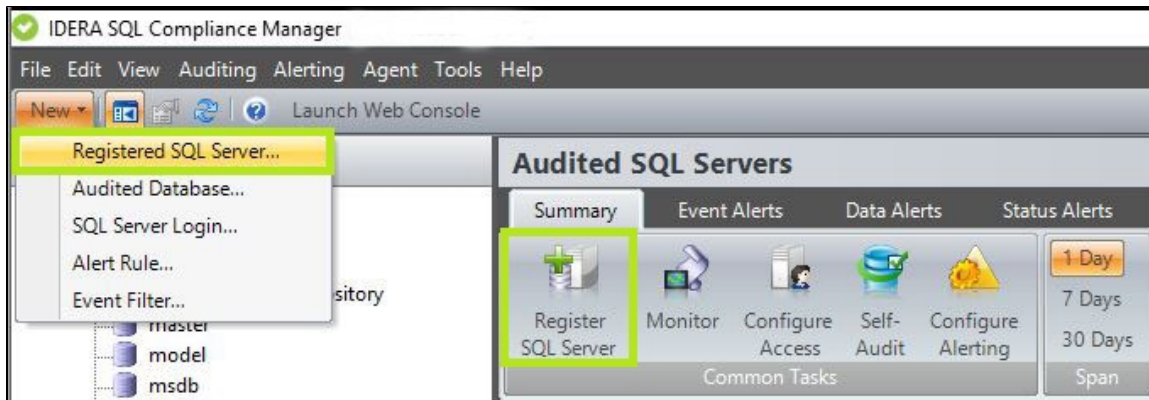 IDERA SQL Compliance Manager
File Edit View Auditing Alerting Agent Tools Help
New Launch Web Console
Registered SQL Server...
Audited Database...
SQL Server Login...
Alert Rule...
Event Filter...
sitory
master
model
msdb
Audited SQL Servers
Summary Event Alerts Data Alerts Status Alerts
Register SQL Server
Monitor
Configure Access
Self-Audit
Configure Alerting
Common Tasks
1 Day
7 Days
30 Days
Span